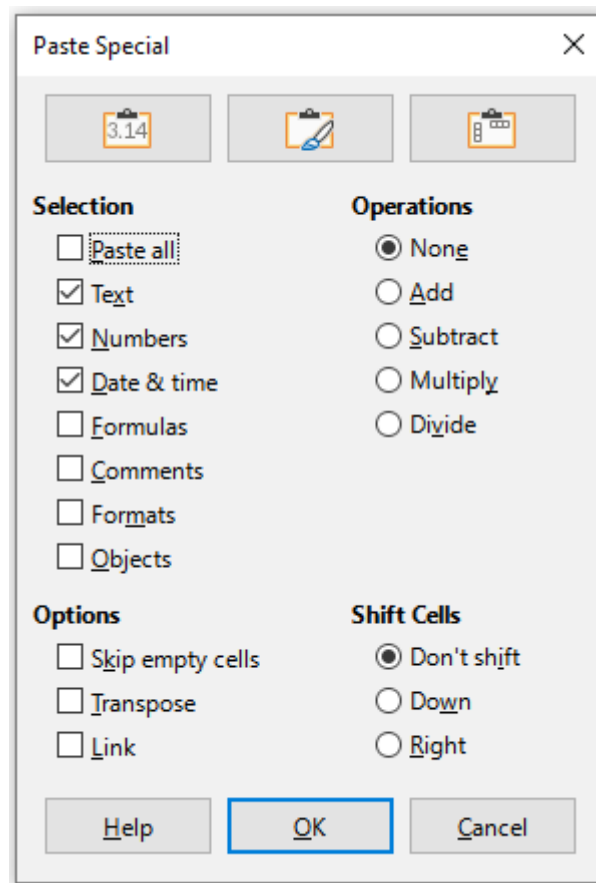 Paste Special
3.14
Selection
Paste all
Text
Numbers
Date & time
Formulas
Comments
Formats
Objects
Operations
None
Add
Subtract
Multiply
Divide
Options
Skip empty cells
Transpose
Link
Shift Cells
Don't shift
Down
Right
Help
OK
Cancel